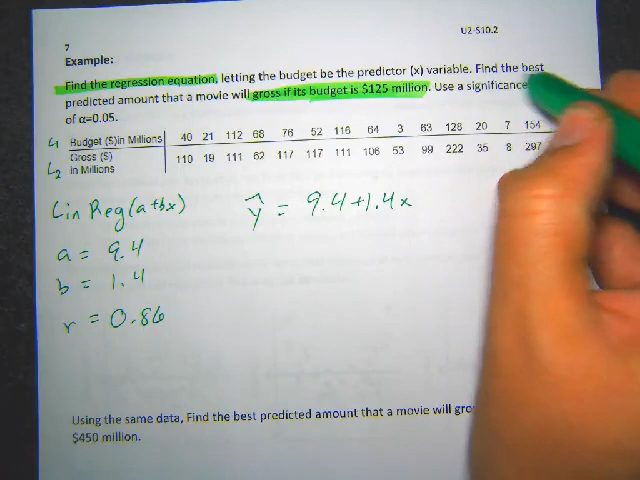 U2-S10.2
7
Example:
Find the regression equation, letting the budget be the predictor (x) variable. Find the best
predicted amount that a movie will gross if its budget is $125 million. Use a significance
of α=0.05.
L1 Budget ($)in Millions 40 21 112 68 76 52 116 64 3 63 128 20 7 154
L2 Gross ($) 110 19 111 62 117 117 111 106 53 99 222 35 8 297
in Millions
LinReg(a+bx) ŷ = 9.4+1.4x
a = 9.4
b = 1.4
r = 0.86
Using the same data, Find the best predicted amount that a movie will
$450 million.